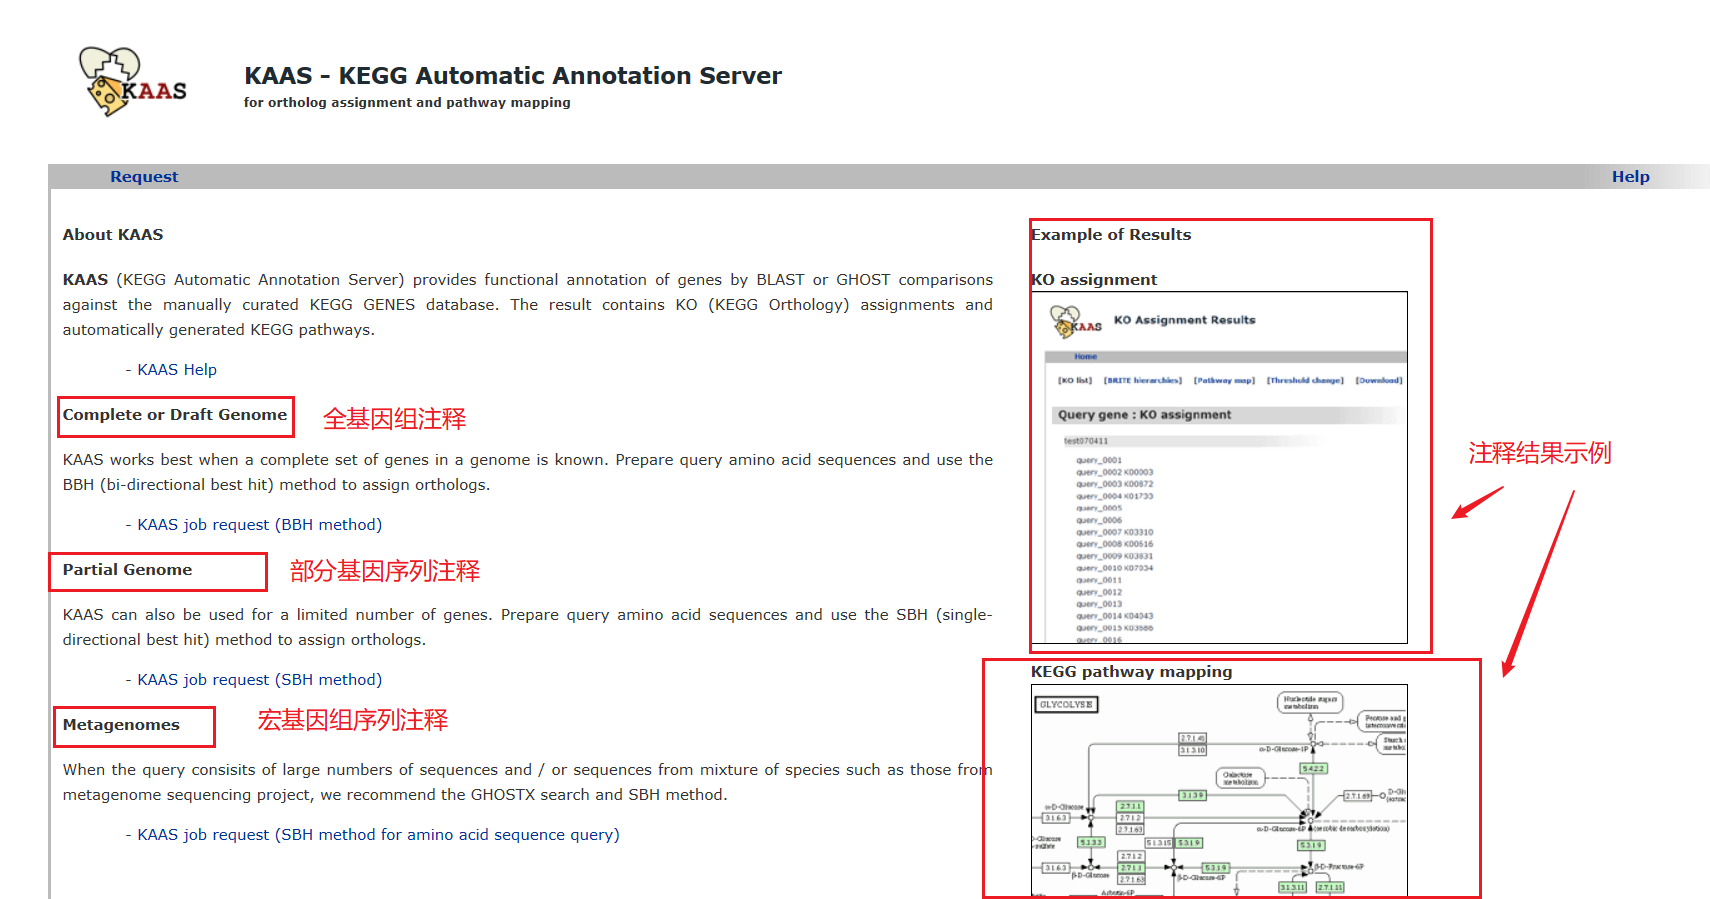 KAAS
KAAS - KEGG Automatic Annotation Server
for ortholog assignment and pathway mapping
Request
Help
About KAAS
KAAS (KEGG Automatic Annotation Server) provides functional annotation of genes by BLAST or GHOST comparisons
against the manually curated KEGG GENES database. The result contains KO (KEGG Orthology) assignments and
automatically generated KEGG pathways.
- KAAS Help
Complete or Draft Genome
全基因组注释
KAAS works best when a complete set of genes in a genome is known. Prepare query amino acid sequences and use the
BBH (bi-directional best hit) method to assign orthologs.
- KAAS job request (BBH method)
Partial Genome
部分基因序列注释
KAAS can also be used for a limited number of genes. Prepare query amino acid sequences and use the SBH (single-
directional best hit) method to assign orthologs.
- KAAS job request (SBH method)
Metagenomes
宏基因组序列注释
When the query consisits of large numbers of sequences and / or sequences from mixture of species such as those from
metagenome sequencing project, we recommend the GHOSTX search and SBH method.
- KAAS job request (SBH method for amino acid sequence query)
Example of Results
KO assignment
KAAS
KO Assignment Results
Home
[KO list] [BRITE hierarchies] [Pathway map] [Threshold change] [Download]
Query gene : KO assignment
test070411
query_0001
query_0002 K00003
query_0003 K00872
query_0004 K01733
query_0005
query_0006
query_0007 K03310
query_0008 K00616
query_0009 K03831
query_0010 K07034
query_0011
query_0012
query_0013
query_0014 K04043
query_0015 K03686
query_0016
注释结果示例
KEGG pathway mapping
GLYCOLYSIS
Nucleotide sugars
metabolism
Pentose and
Starch
2.7.1.41
3.1.3.10
α-D-Glucose-1P
5.4.2.2
Galactose
metabolism
3.1.3.9
2.7.1.69
α-D-Glucose
2.7.1.1
3.1.6.3
2.7.1.2
2.7.1.63
α-D-Glucose-6P
(aerobic decarboxylation)
5.1.3.3
5.1.3.15
5.3.1.9
5.3.1.9
2.7.1.2
3.1.6.3
2.7.1.1
5.3.1.9
β-D-Fructose-6P
β-D-Glucose
2.7.1.63
β-D-Glucose-6P
3.1.3.11
2.7.1.11
Arbutin-6P